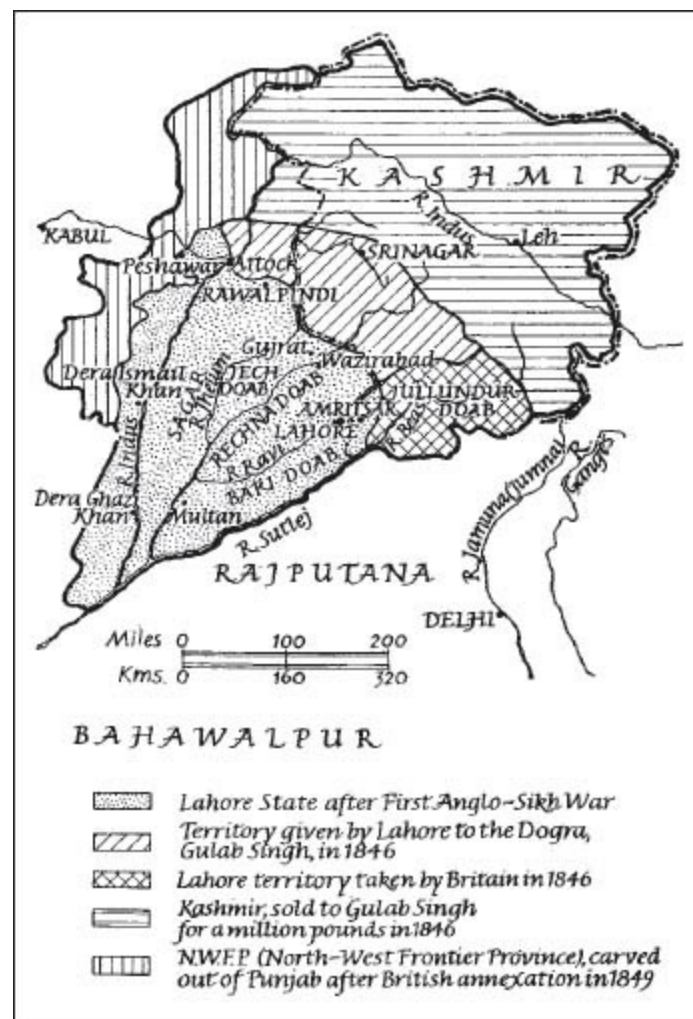 KASHMIR
R. Indus
Leh
KABUL
Peshawar
Attock
SRINAGAR
RAWALPINDI
Gujrat
Wazirabad
Dera Ismail
Khan
SAGAR
R. Jhelum
JECH
DOAB
RECHNA DOAB
AMRITSAR
JULLUNDUR
DOAB
LAHORE
R. Beas
R. Ravi
BARI DOAB
R. Indus
Dera Ghaz
Khan
Multan
R. Sutlej
R. Jamuna (Jumna)
R.
Ganges
RAJPUTANA
DELHI
Miles 0 100 200
Kms. 0 160 320
BAHAWALPUR
Lahore State after First Anglo-Sikh War
Territory given by Lahore to the Dogra,
Gulab Singh, in 1846
Lahore territory taken by Britain in 1846
Kashmir, sold to Gulab Singh
for a million pounds in 1846
N.W.F.P. (North-West Frontier Province), carved
out of Punjab after British annexation in 1849